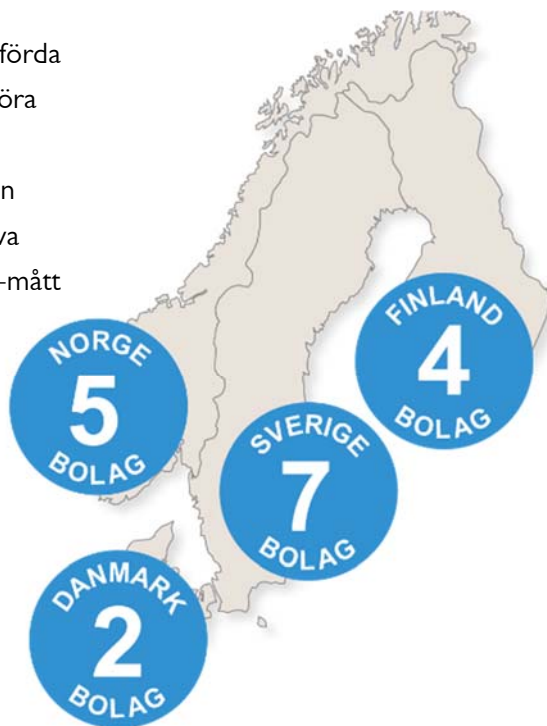 förda
öra
n
va
-mått
NORGE
5
BOLAG
FINLAND
4
BOLAG
SVERIGE
7
BOLAG
DANMARK
2
BOLAG